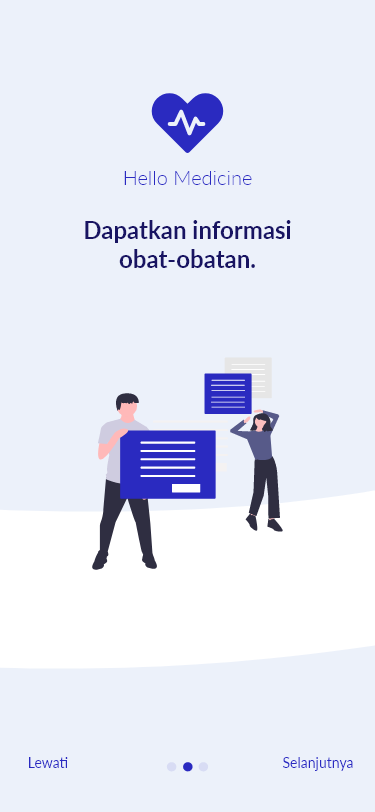 Hello Medicine
Dapatkan informasi
obat-obatan.
Lewati
Selanjutnya